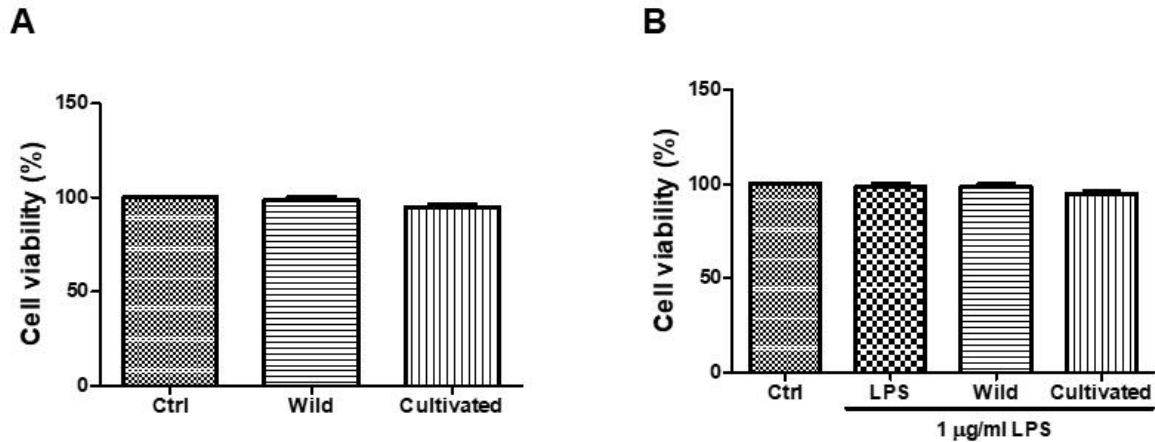 A
Cell viability (%)
150
100
50
0
Ctrl Wild Cultivated
B
Cell viability (%)
150
100
50
0
Ctrl LPS Wild Cultivated
1 μg/ml LPS